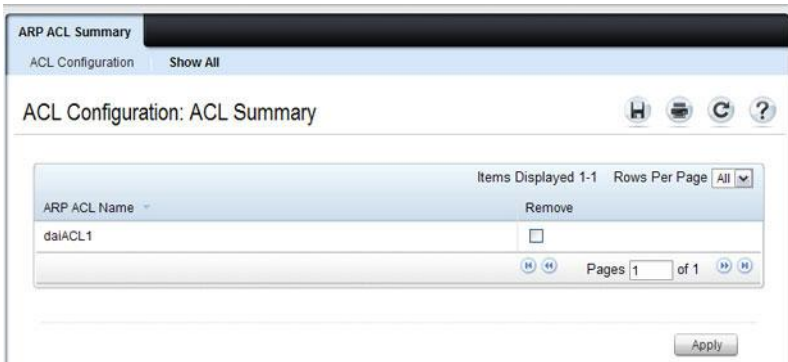 ARP ACL Summary
ACL Configuration Show All
ACL Configuration: ACL Summary
Items Displayed 1-1 Rows Per Page All
ARP ACL Name Remove
daiACL1
Pages 1 of 1
Apply